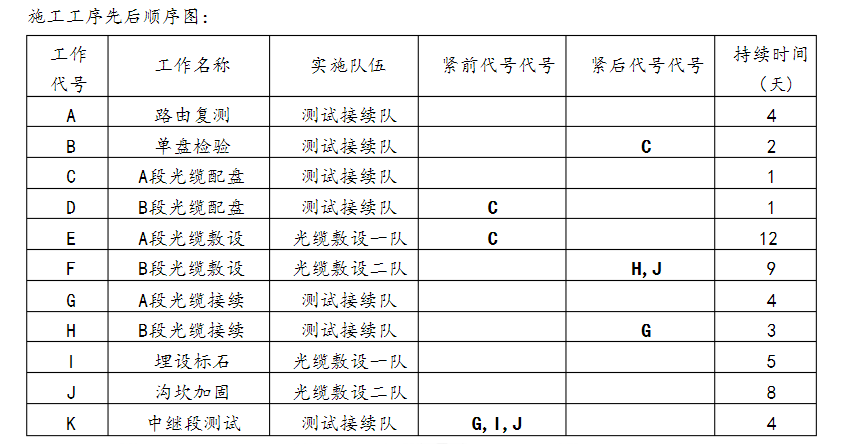 施工工序先后顺序图:
工作代号 工作名称 实施队伍 紧前代号代号 紧后代号代号 持续时间(天)
A 路由复测 测试接续队 4
B 单盘检验 测试接续队 C 2
C A段光缆配盘 测试接续队 1
D B段光缆配盘 测试接续队 C 1
E A段光缆敷设 光缆敷设一队 C 12
F B段光缆敷设 光缆敷设二队 H,J 9
G A段光缆接续 测试接续队 4
H B段光缆接续 测试接续队 G 3
I 埋设标石 光缆敷设一队 5
J 沟坎加固 光缆敷设二队 8
K 中继段测试 测试接续队 G,I,J 4